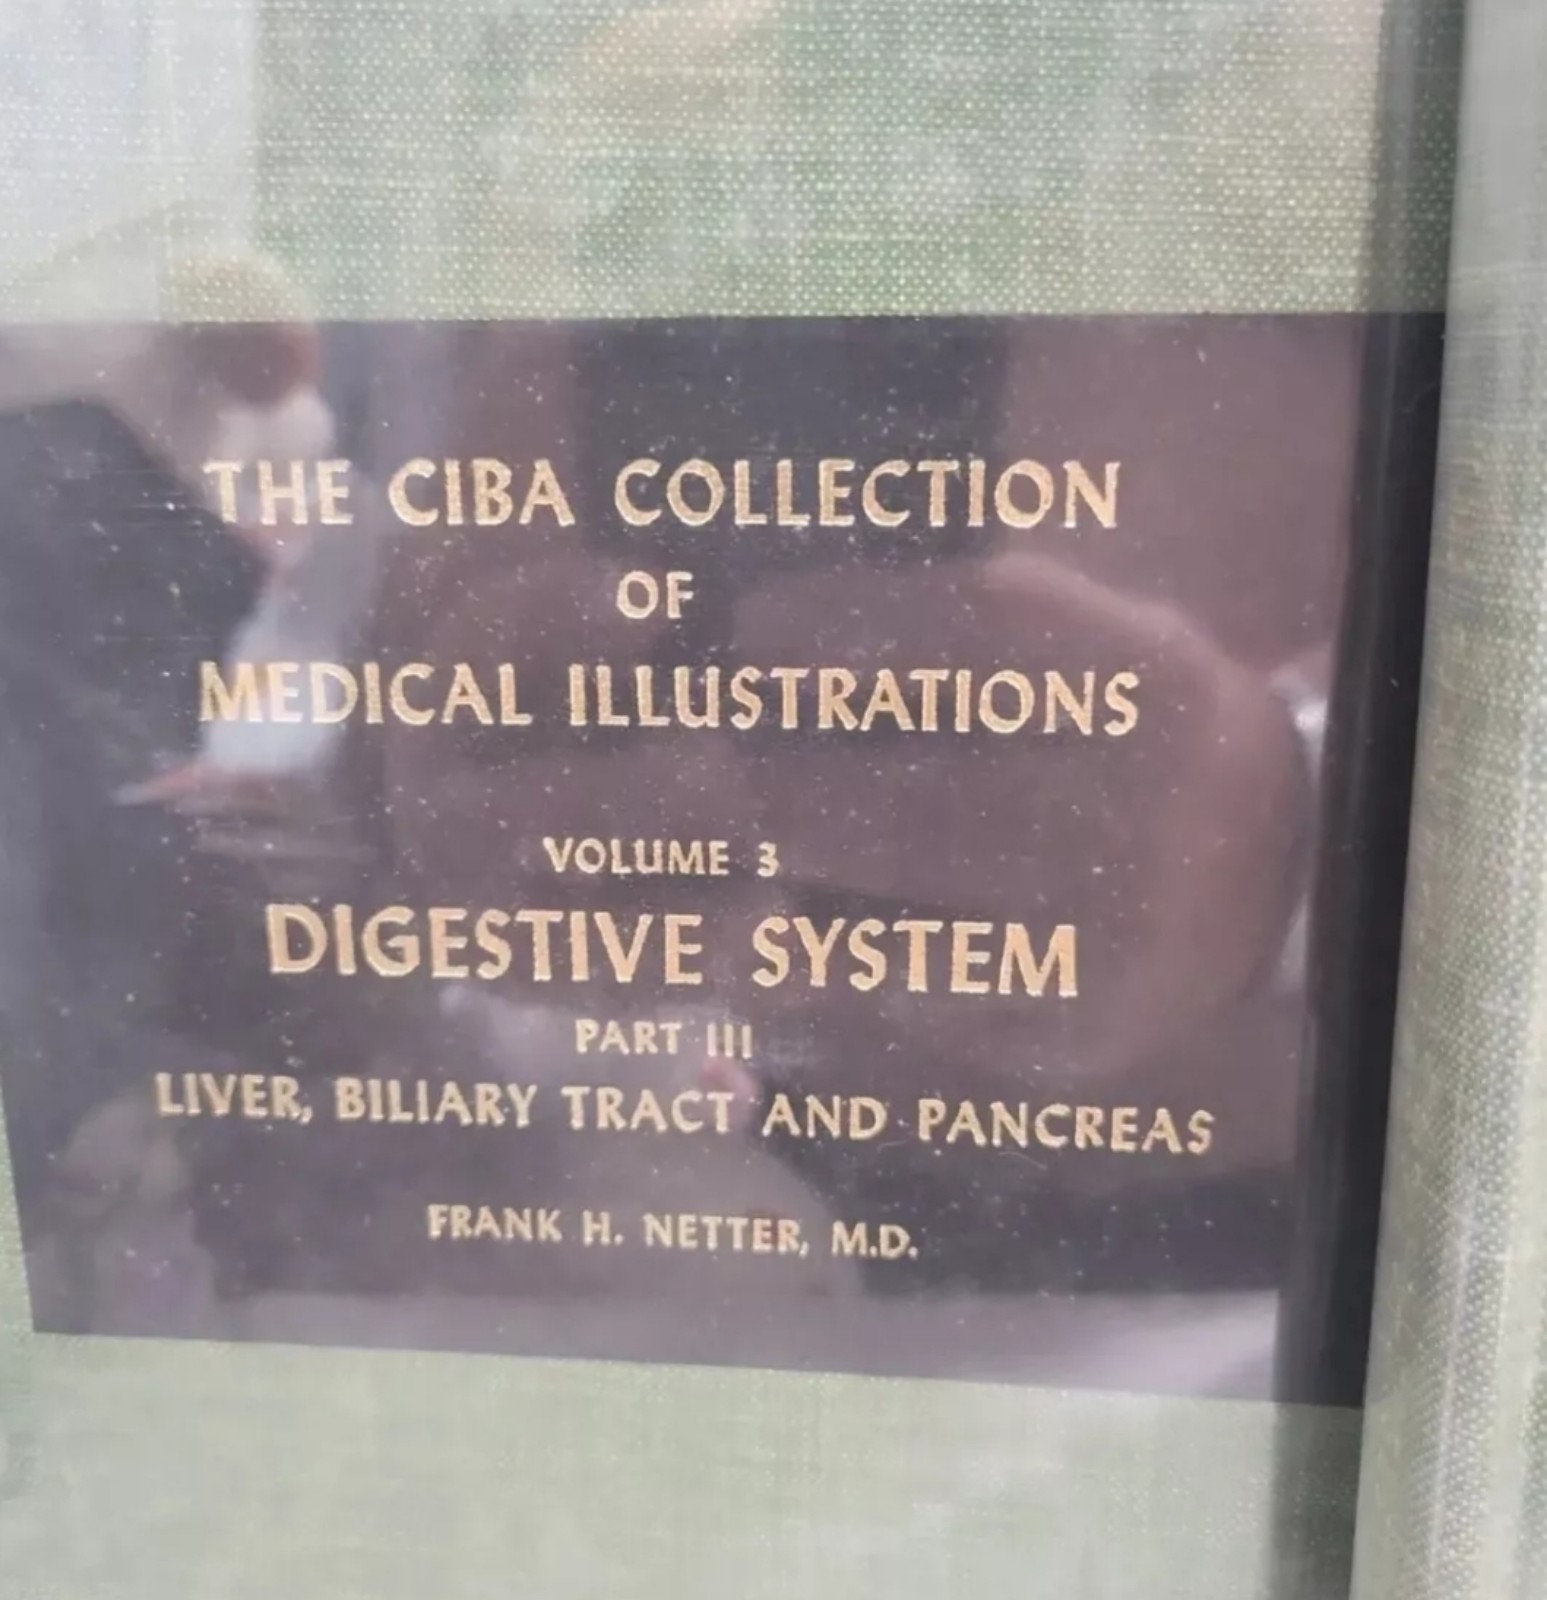 THE CIBA COLLECTION
OF
MEDICAL ILLUSTRATIONS
VOLUME 3
DIGESTIVE SYSTEM
PART III
LIVER, BILIARY TRACT AND PANCREAS
FRANK H. NETTER, M.D.